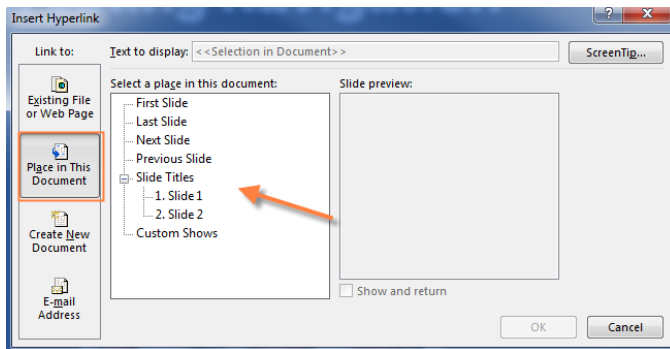 Insert Hyperlink
Link to:
Text to display: <<Selection in Document>>
ScreenTip...
Existing File
or Web Page
Place in This
Document
Create New
Document
E-mail
Address
Select a place in this document:
First Slide
Last Slide
Next Slide
Previous Slide
Slide Titles
1. Slide 1
2. Slide 2
Custom Shows
Slide preview:
Show and return
OK
Cancel